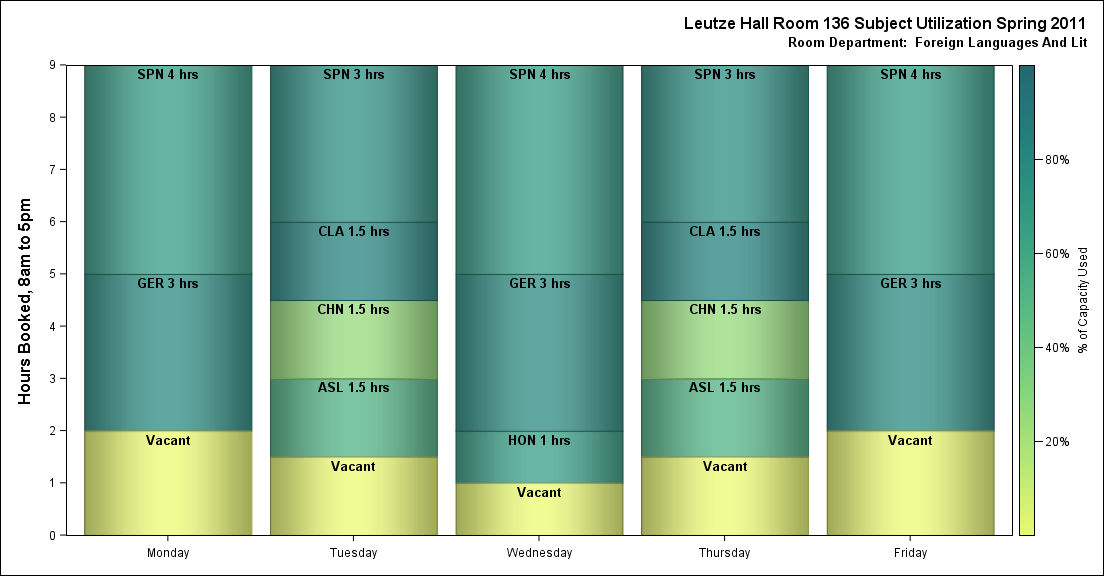 Leutze Hall Room 136 Subject Utilization Spring 2011
Room Department: Foreign Languages And Lit
Hours Booked, 8am to 5pm
9
8
7
6
5
4
3
2
1
0
SPN 4 hrs
GER 3 hrs
Vacant
Monday
SPN 3 hrs
CLA 1.5 hrs
CHN 1.5 hrs
ASL 1.5 hrs
Vacant
Tuesday
SPN 4 hrs
GER 3 hrs
HON 1 hrs
Vacant
Wednesday
SPN 3 hrs
CLA 1.5 hrs
CHN 1.5 hrs
ASL 1.5 hrs
Vacant
Thursday
SPN 4 hrs
GER 3 hrs
Vacant
Friday
80%
60%
40%
20%
% of Capacity Used